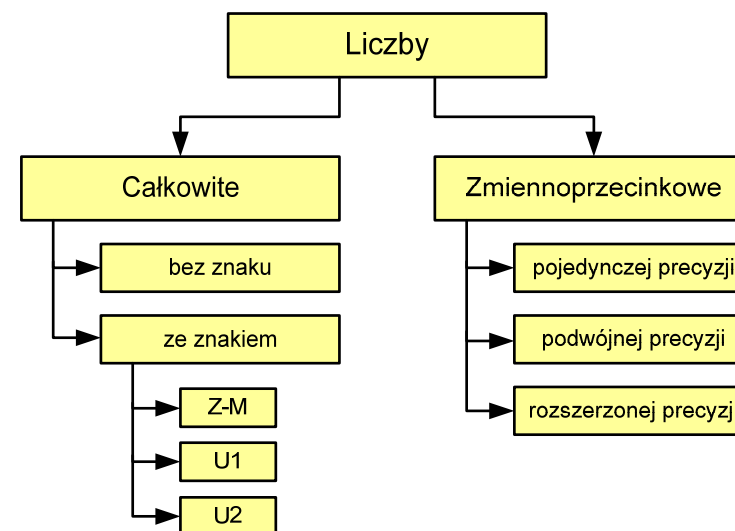 Liczby
Całkowite
Zmiennoprzecinkowe
bez znaku
pojedynczej precyzji
ze znakiem
podwójnej precyzji
Z-M
rozszerzonej precyzj
U1
U2